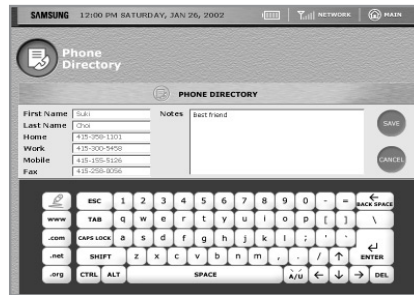 SAMSUNG 12:00 PM SATURDAY, JAN 26, 2002 NETWORK MAIN
Phone
Directory
PHONE DIRECTORY
First Name Suki Notes best friend
Last Name Choi
Home 415-358-1101
Work 415-300-5458
Mobile 415-155-5126
Fax 415-258-8056
SAVE
CANCEL
ESC 1 2 3 4 5 6 7 8 9 0 - = ← BACK SPACE
www TAB q w e r t y u i o p [ ] \
.com CAPS LOCK a s d f g h j k l ; ' ↵ ENTER
.net SHIFT z x c v b n m , . / ↑
.org CTRL ALT SPACE À/Ü ← ↓ → DEL